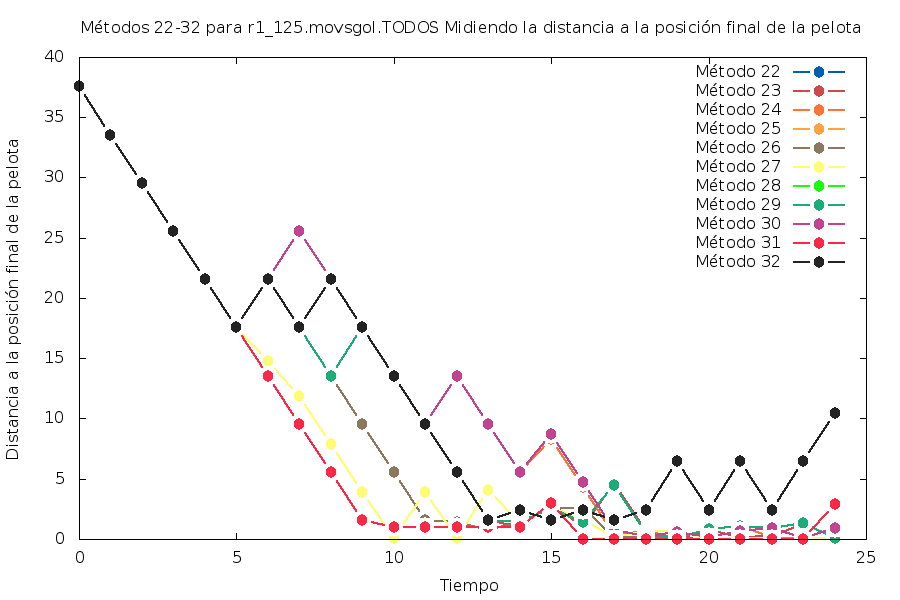 Métodos 22-32 para r1_125.movsgol.TODOS Midiendo la distancia a la posición final de la pelota
40
35
30
25
20
15
10
5
0
0 5 10 15 20 25
Distancia a la posición final de la pelota
Tiempo
Método 22
Método 23
Método 24
Método 25
Método 26
Método 27
Método 28
Método 29
Método 30
Método 31
Método 32